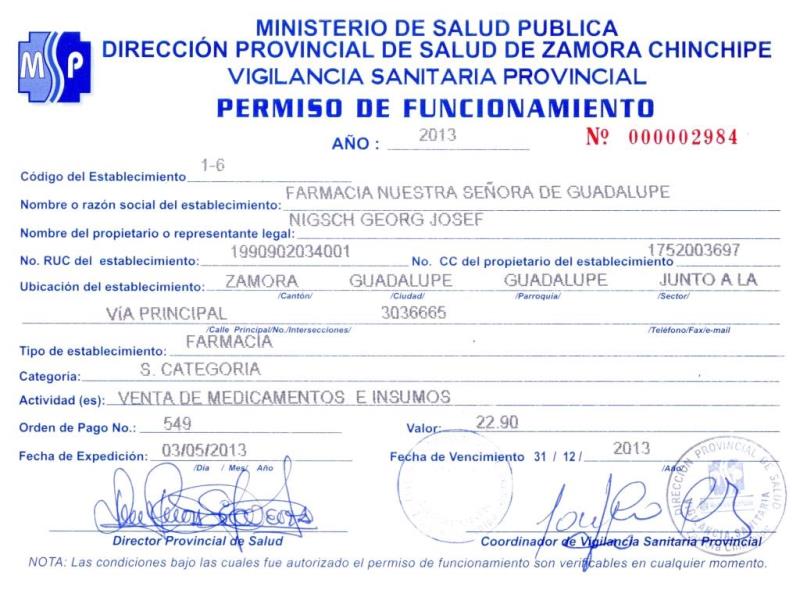 MINISTERIO DE SALUD PUBLICA
DIRECCIÓN PROVINCIAL DE SALUD DE ZAMORA CHINCHIPE
VIGILANCIA SANITARIA PROVINCIAL
MSP
PERMISO DE FUNCIONAMIENTO
AÑO : 2013 Nº 000002984
Código del Establecimiento 1-6
Nombre o razón social del establecimiento: FARMACIA NUESTRA SEÑORA DE GUADALUPE
Nombre del propietario o representante legal: NIGSCH GEORG JOSEF
No. RUC del establecimiento: 1990902034001 No. CC del propietario del establecimiento 1752003697
Ubicación del establecimiento: ZAMORA GUADALUPE GUADALUPE JUNTO A LA
/Cantón/ /Ciudad/ /Parroquia/ /Sector/
VÍA PRINCIPAL 3036665
/Calle Principal/No./Intersecciones/ /Teléfono/Fax/e-mail
Tipo de establecimiento: FARMACIA
Categoria: S. CATEGORIA
Actividad (es): VENTA DE MEDICAMENTOS E INSUMOS
Orden de Pago No.: 549 Valor: 22.90
Fecha de Expedición: 03/05/2013 Fecha de Vencimiento 31 / 12 / 2013
/Día / Mes/ Año /Año/
DIRECCIÓN PROVINCIAL DE SALUD
VIGILANCIA SANITARIA
Director Provincial de Salud Coordinador de Vigilancia Sanitaria Provincial
NOTA: Las condiciones bajo las cuales fue autorizado el permiso de funcionamiento son verificables en cualquier momento.